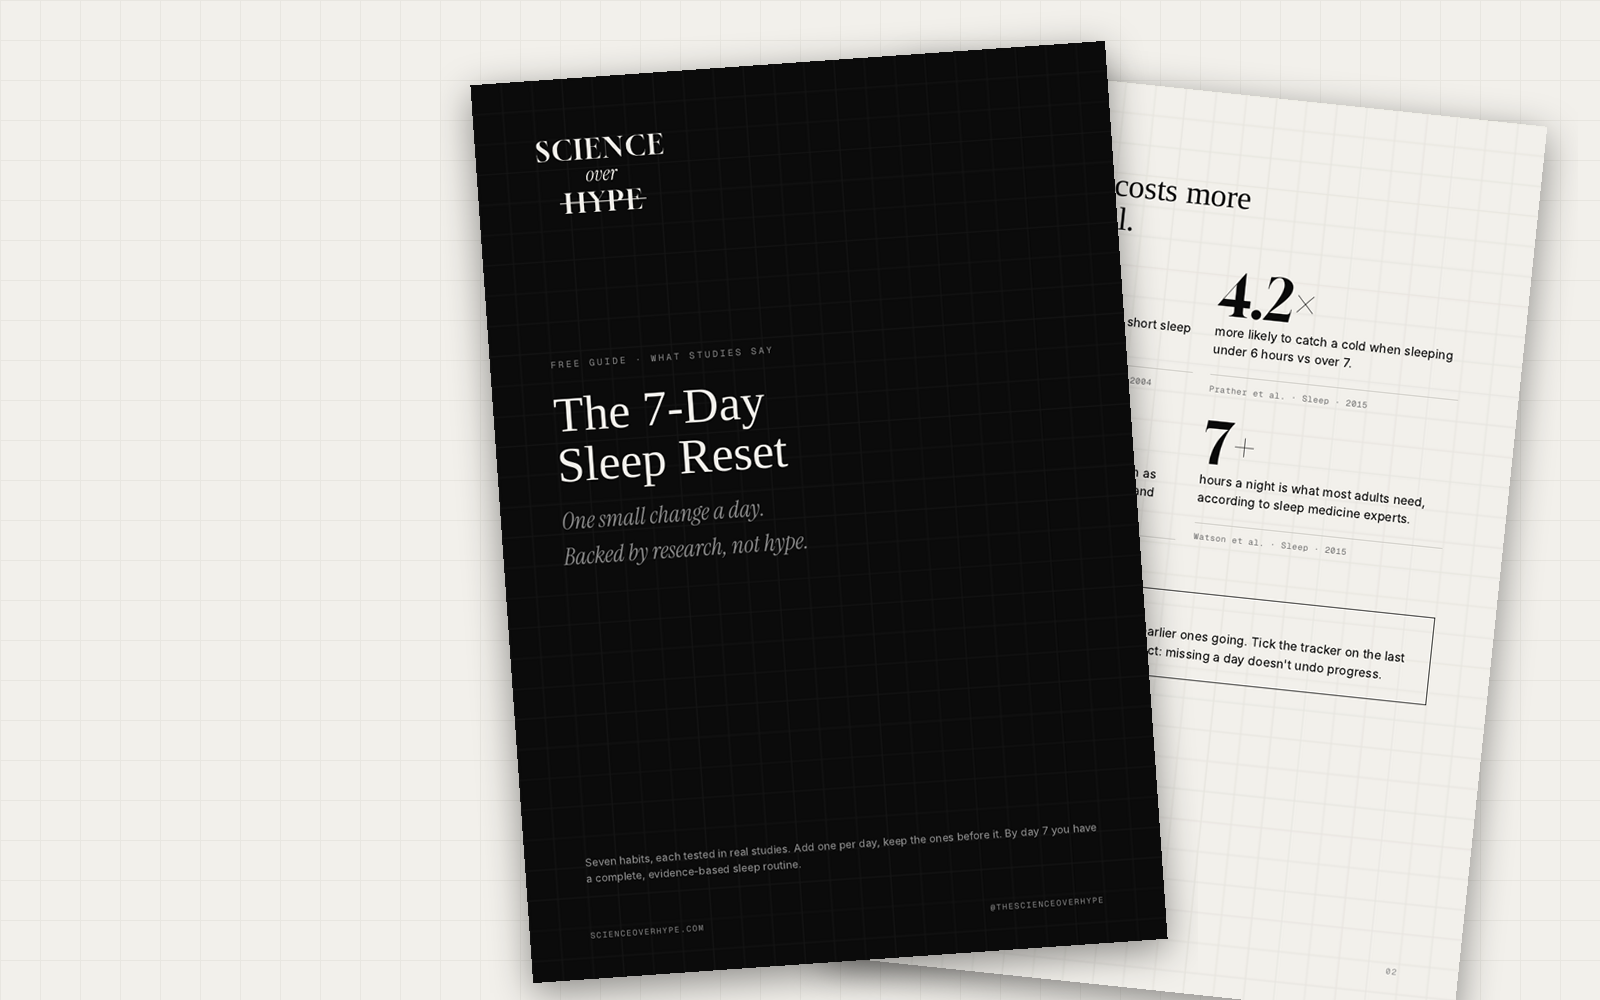 SCIENCE
over
HYPE
FREE GUIDE · WHAT STUDIES SAY
The 7-Day
Sleep Reset
One small change a day.
Backed by research, not hype.
Seven habits, each tested in real studies. Add one per day, keep the ones before it. By day 7 you have
a complete, evidence-based sleep routine.
SCIENCEOVERHYPE.COM
@THESCIENCEOVERHYPE
costs more
short sleep
2004
4.2×
more likely to catch a cold when sleeping
under 6 hours vs over 7.
Prather et al. · Sleep · 2015
as
and
7+
hours a night is what most adults need,
according to sleep medicine experts.
Watson et al. · Sleep · 2015
ones going. Tick the tracker on the last
missing a day doesn't undo progress.
02